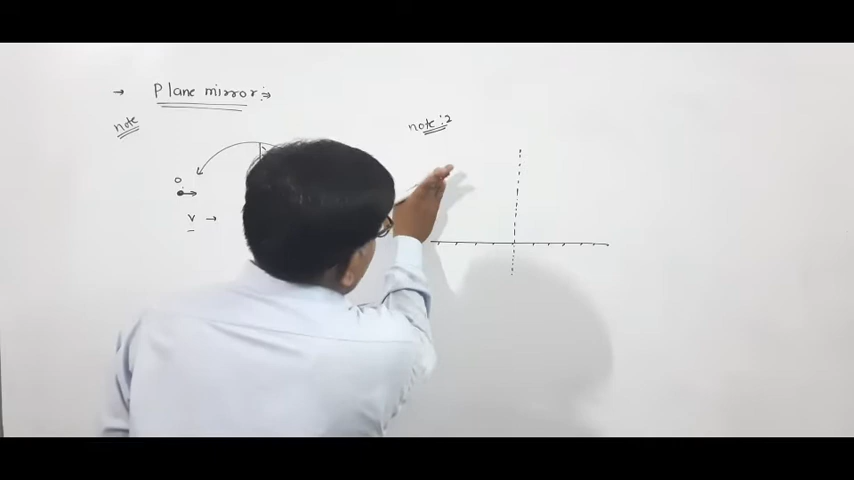 → Plane mirror :⇒
note
note : 2
o
v →